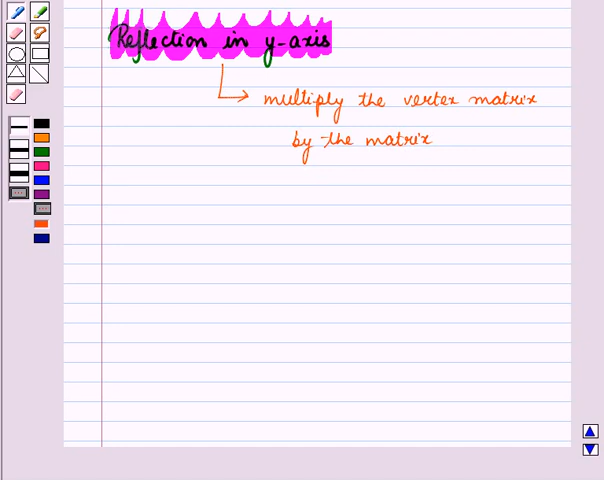 Reflection in y-axis
multiply the vertex matrix
by the matrix